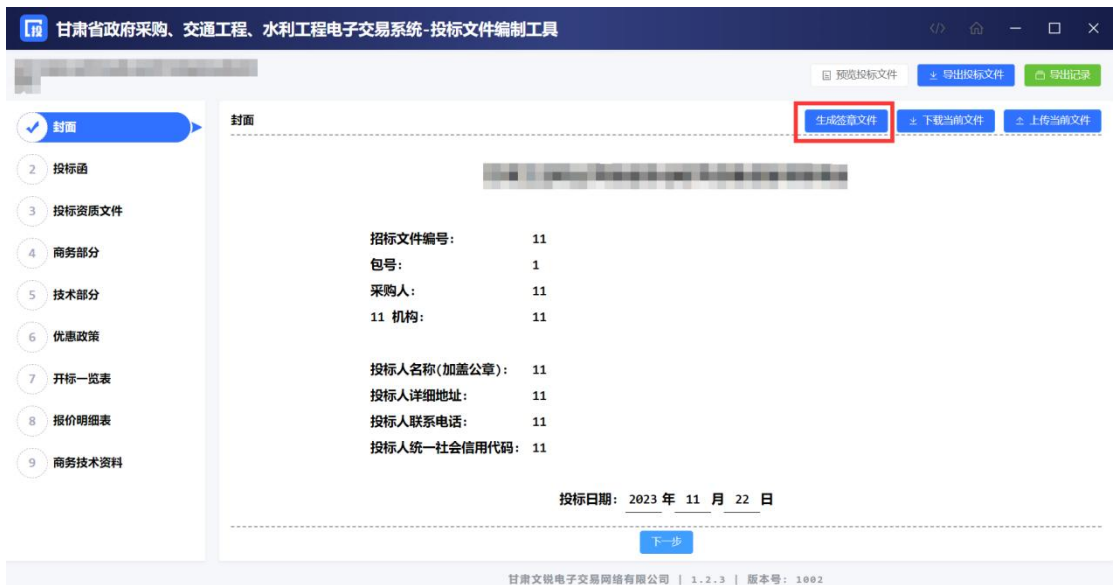 投 甘肃省政府采购、交通工程、水利工程电子交易系统-投标文件编制工具 </>
预览投标文件 导出投标文件 导出记录
封面 封面 生成签章文件 下载当前文件 上传当前文件
2 投标函
3 投标资质文件
4 商务部分
5 技术部分
6 优惠政策
7 开标一览表
8 报价明细表
9 商务技术资料
招标文件编号: 11
包号: 1
采购人: 11
11 机构: 11
投标人名称(加盖公章): 11
投标人详细地址: 11
投标人联系电话: 11
投标人统一社会信用代码: 11
投标日期: 2023 年 11 月 22 日
下一步
甘肃文锐电子交易网络有限公司 | 1.2.3 | 版本号: 1002